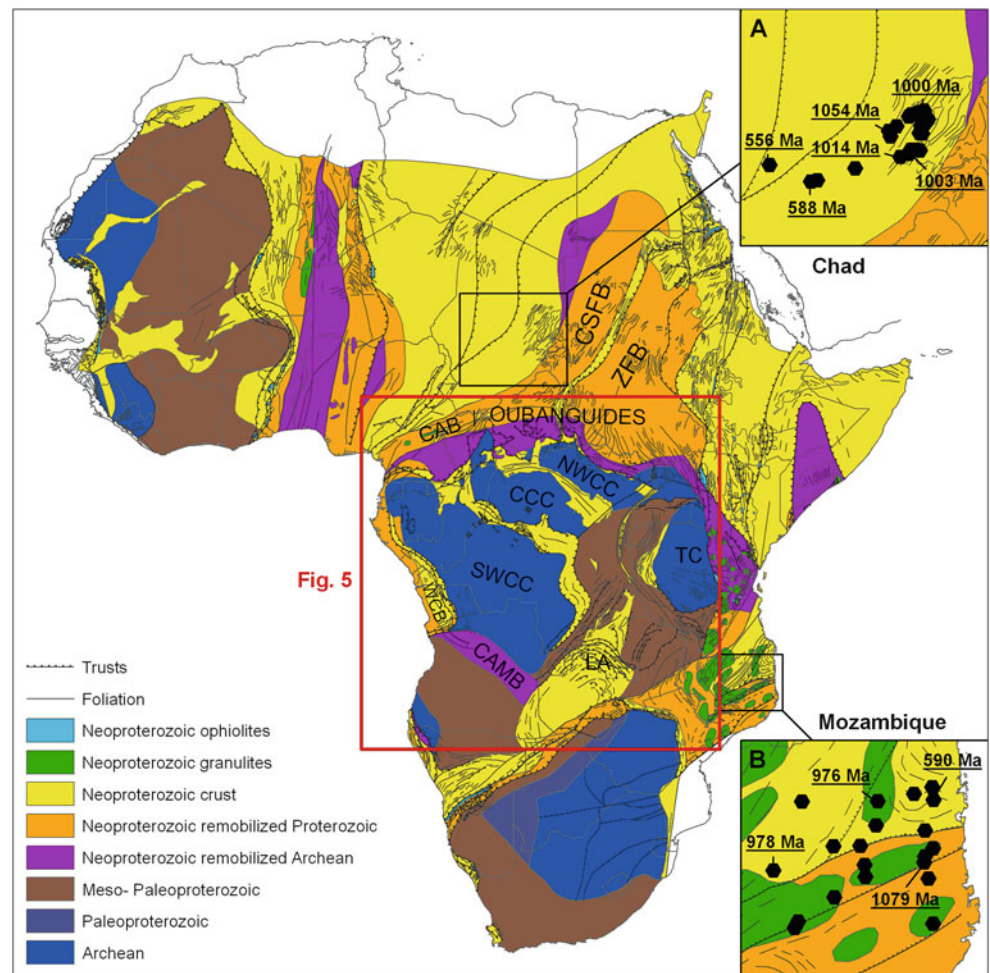 A
1000 Ma
1054 Ma
556 Ma
1014 Ma
1003 Ma
588 Ma
Chad
CSFB
ZFB
CAB / OUBANGUIDES
NWCC
CCC
TC
SWCC
Fig. 5
WCB
CAMB
LA
Mozambique
B
590 Ma
976 Ma
978 Ma
1079 Ma
Trusts
Foliation
Neoproterozoic ophiolites
Neoproterozoic granulites
Neoproterozoic crust
Neoproterozoic remobilized Proterozoic
Neoproterozoic remobilized Archean
Meso- Paleoproterozoic
Paleoproterozoic
Archean